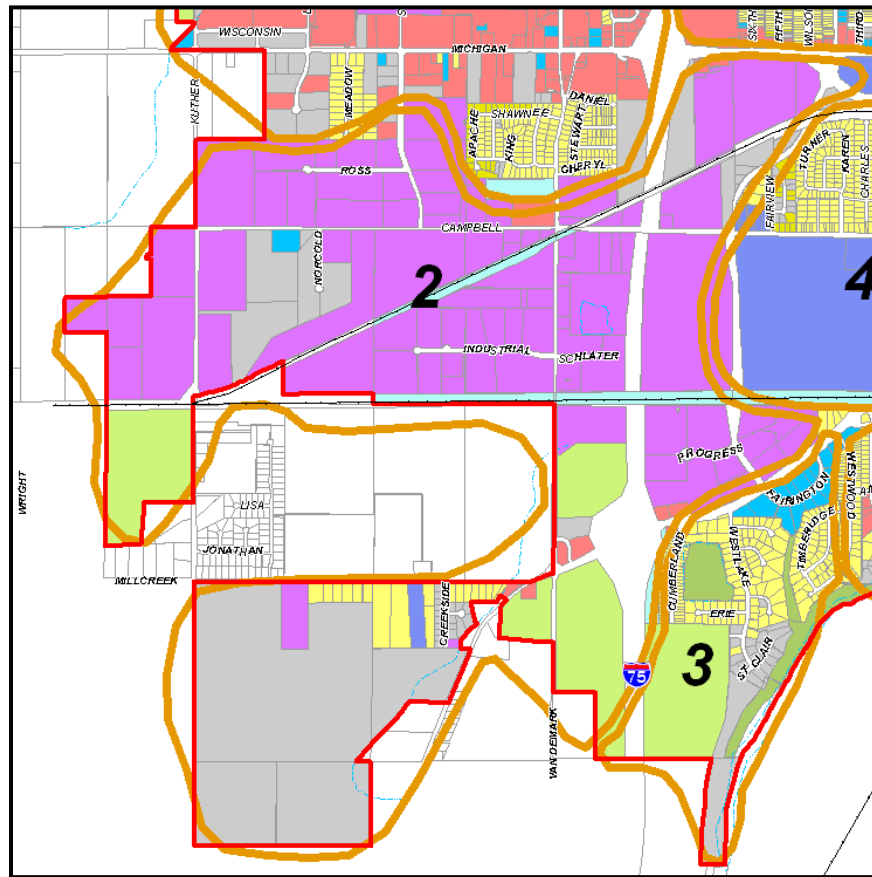 WISCONSIN
MICHIGAN
SIXTH
FIFTH
WILSON
THIRD
KUTHER
MEADOW
DANIEL
SHAWNEE
APACHE
KING
STEWART
CHERYL
TURNER
KAREN
CHARLES
FAIRVIEW
ROSS
CAMPBELL
NORCOLD
2
4
INDUSTRIAL
SCHLATER
PROGRESS
WRIGHT
LISA
JONATHAN
MILLCREEK
FAIRINGTON
WESTWOOD
TIMBERIDGE
WESTLAKE
CUMBERLAND
ERIE
CREEKSIDE
ST CLAIR
3
75
VANDEMARK